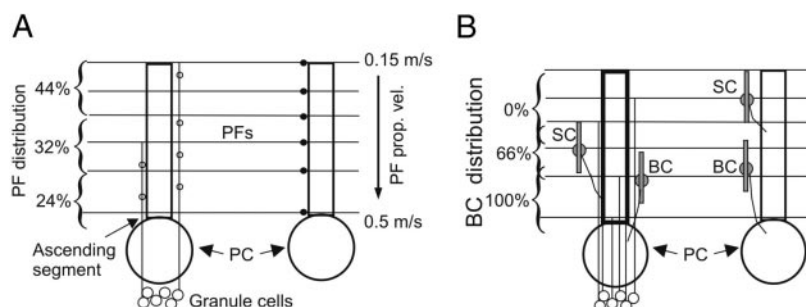 A
B
0.15 m/s
44%
PFs
32%
24%
PF distribution
PF prop. vel.
0.5 m/s
Ascending
segment
PC
Granule cells
SC
0%
SC
66%
BC
BC
100%
BC distribution
PC